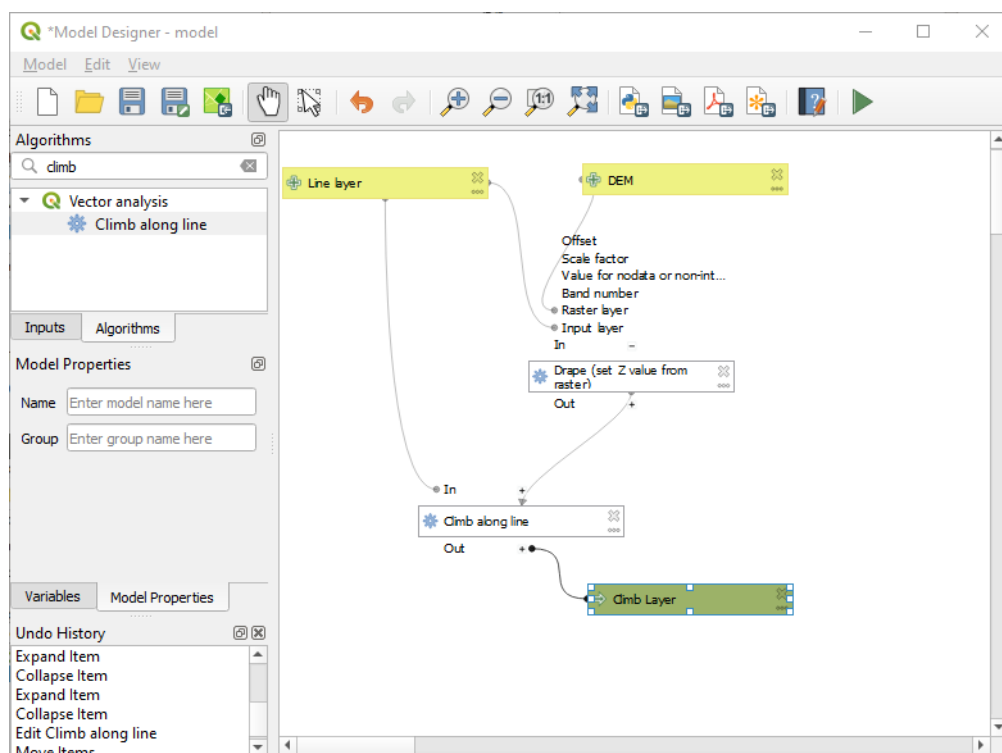 *Model Designer - model
Model Edit View
1:1
Algorithms
climb
Vector analysis
Climb along line
Inputs Algorithms
Model Properties
Name Enter model name here
Group Enter group name here
Variables Model Properties
Undo History
Expand Item
Collapse Item
Expand Item
Collapse Item
Edit Climb along line
Move Items
Line layer
DEM
Offset
Scale factor
Value for nodata or non-int...
Band number
Raster layer
Input layer
In -
Drape (set Z value from
raster)
Out +
In +
Climb along line
Out +
Climb Layer